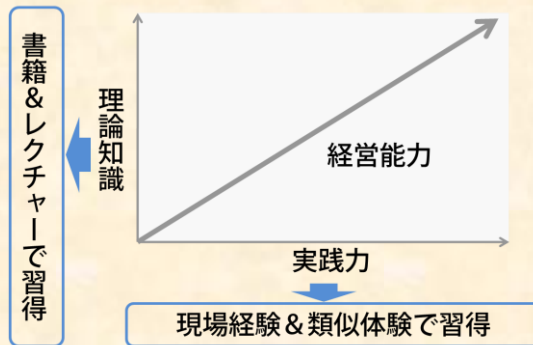 書籍&レクチャーで習得
理論知識
経営能力
実践力
現場経験&類似体験で習得